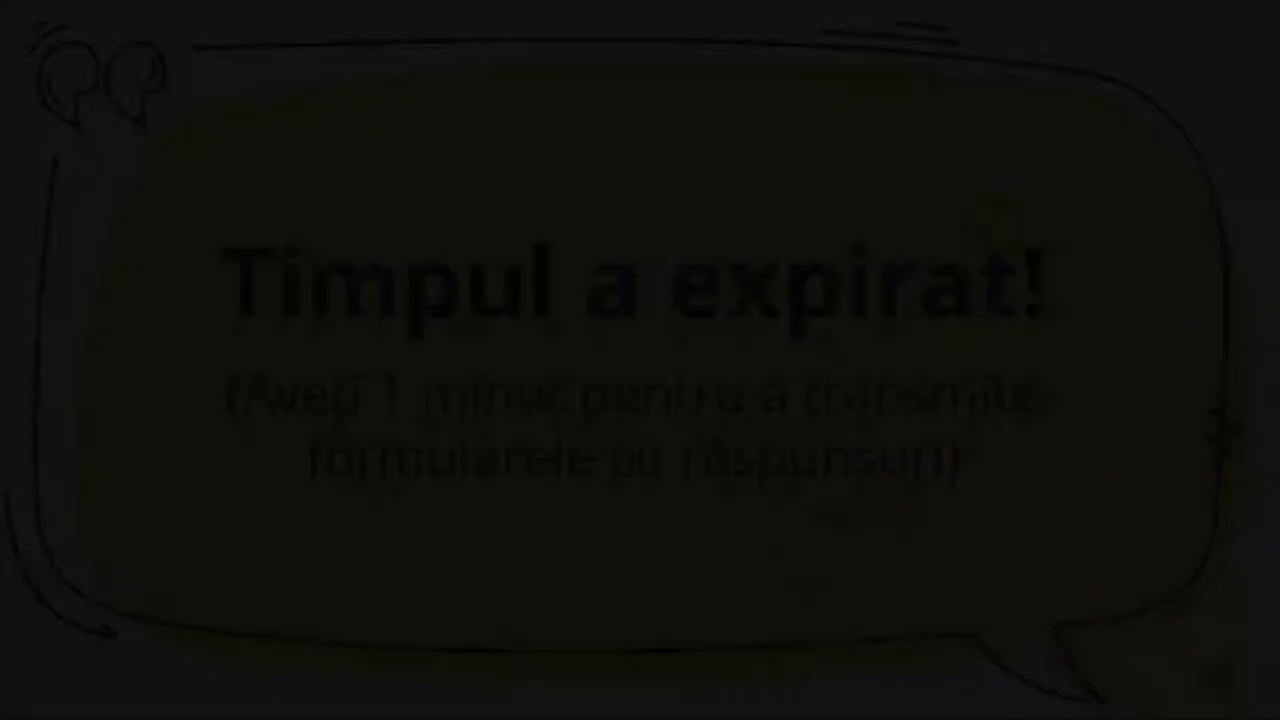 Timpul a expirat!
(Aveți 1 minut pentru a transmite
formularele cu răspunsuri)